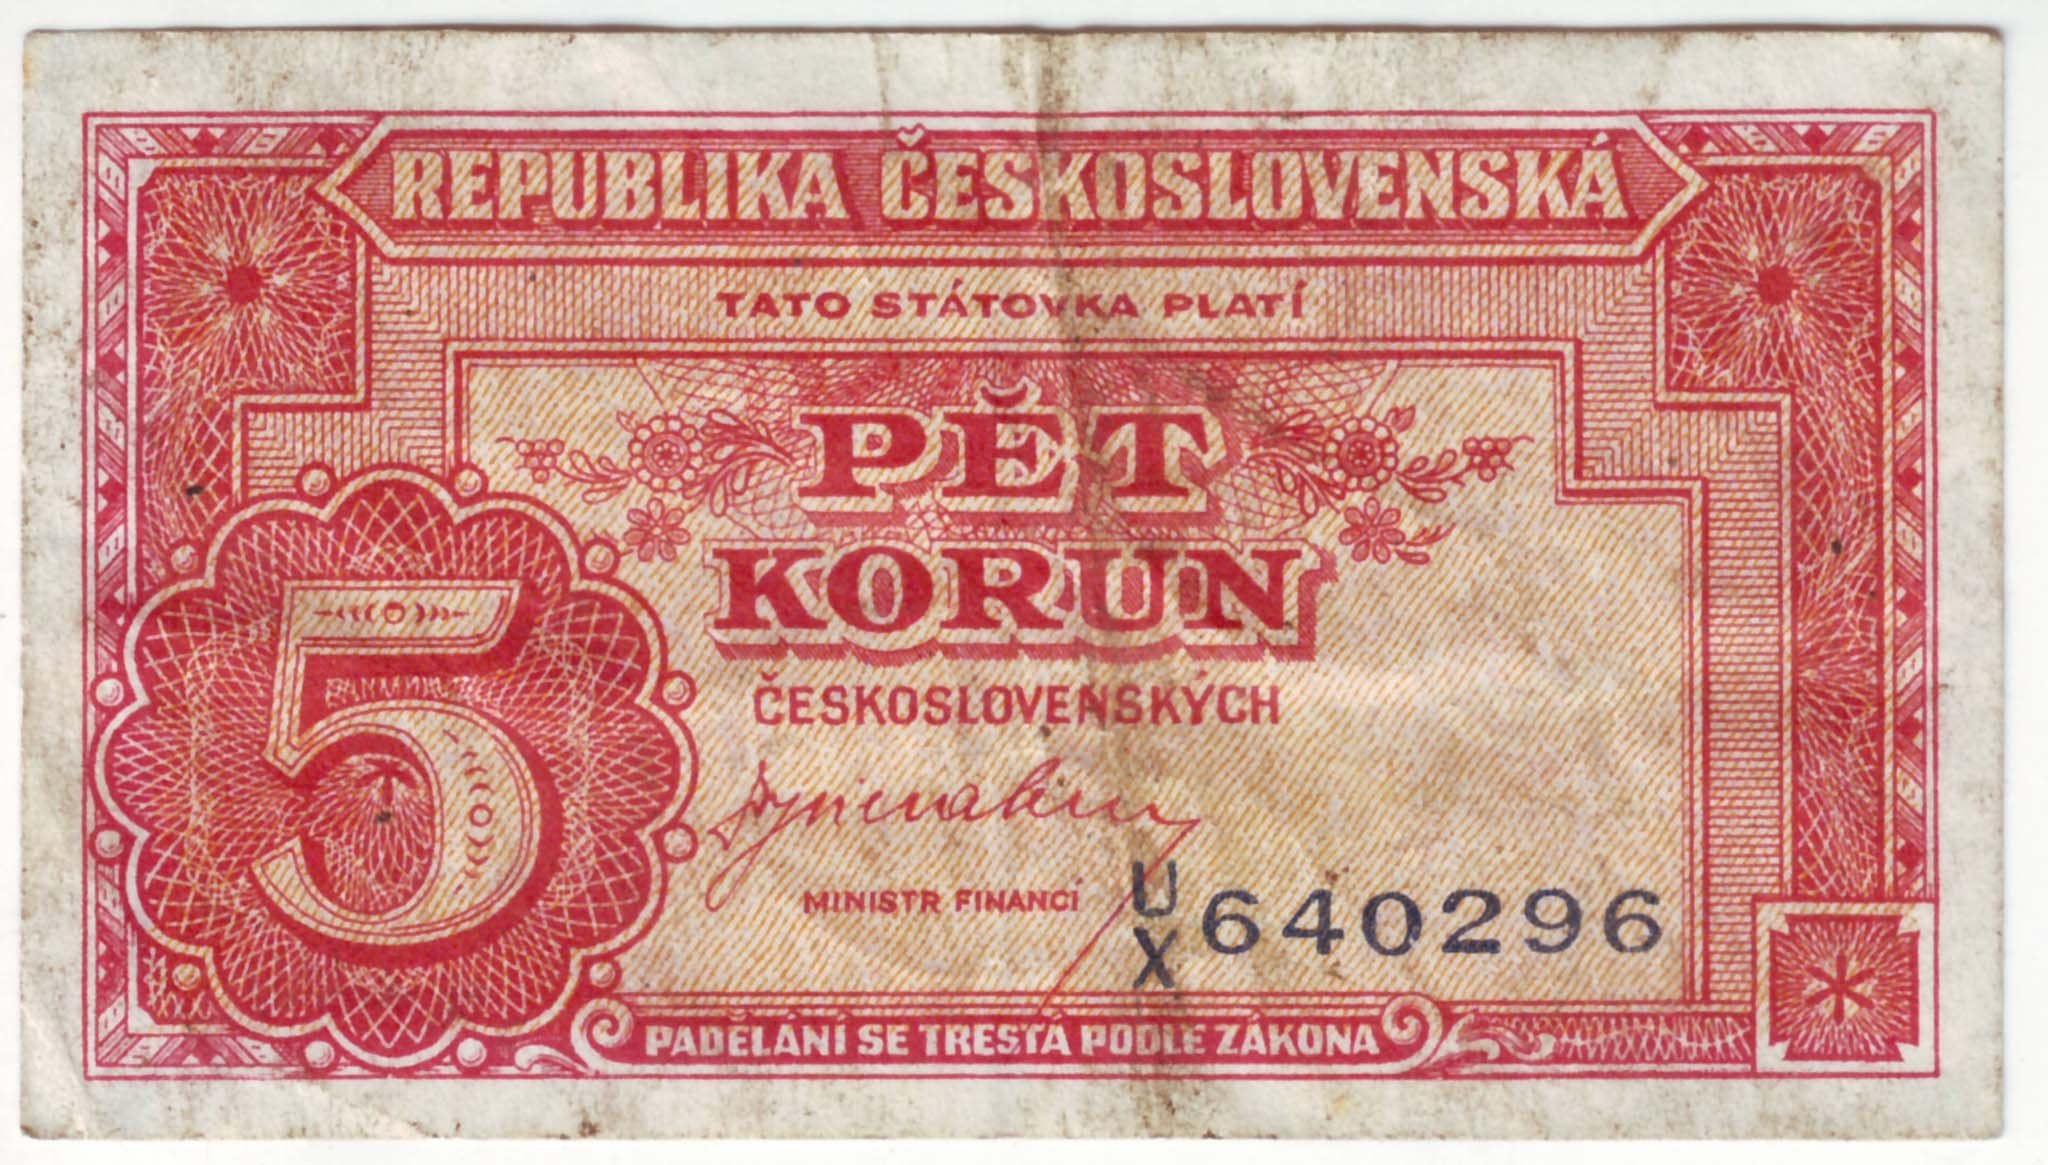 REPUBLIKA ČESKOSLOVENSKÁ
TATO STÁTOVKA PLATÍ
PĚT
KORUN
ČESKOSLOVENSKÝCH
5
MINISTR FINANCÍ
U
X 640296
PADĚLÁNÍ SE TRESTÁ PODLE ZÁKONA